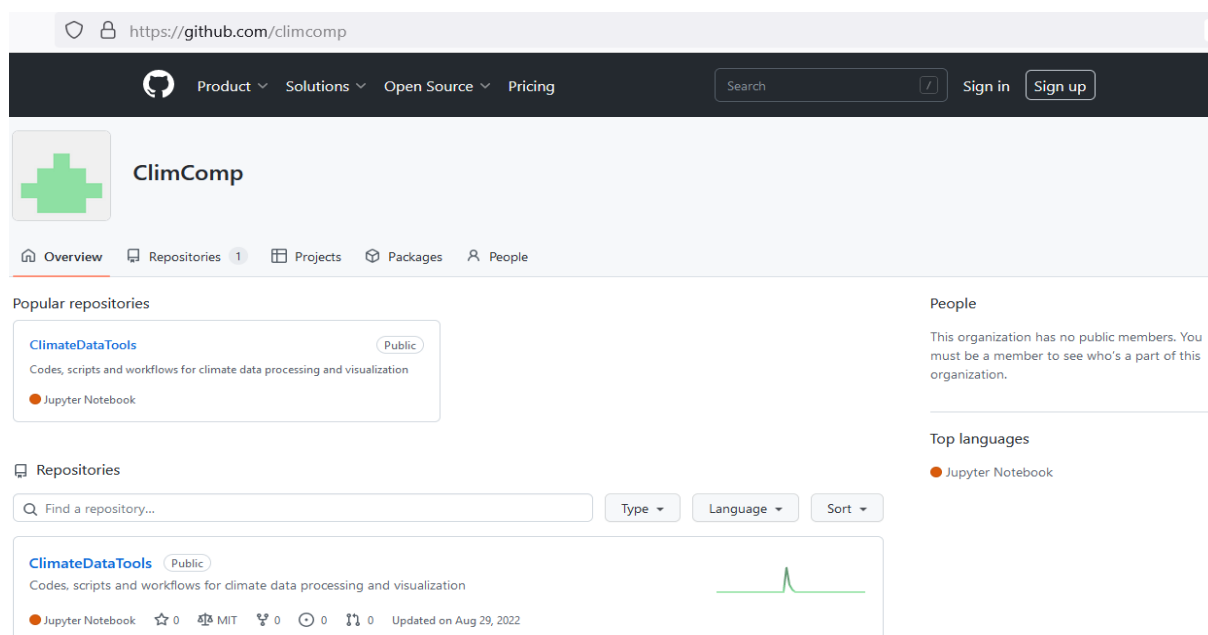 https://github.com/climcomp
Product Solutions Open Source Pricing Search / Sign in Sign up
ClimComp
Overview Repositories 1 Projects Packages People
Popular repositories
ClimateDataTools Public
Codes, scripts and workflows for climate data processing and visualization
Jupyter Notebook
People
This organization has no public members. You
must be a member to see who's a part of this
organization.
Top languages
Jupyter Notebook
Repositories
Find a repository... Type Language Sort
ClimateDataTools Public
Codes, scripts and workflows for climate data processing and visualization
Jupyter Notebook 0 MIT 0 0 0 Updated on Aug 29, 2022